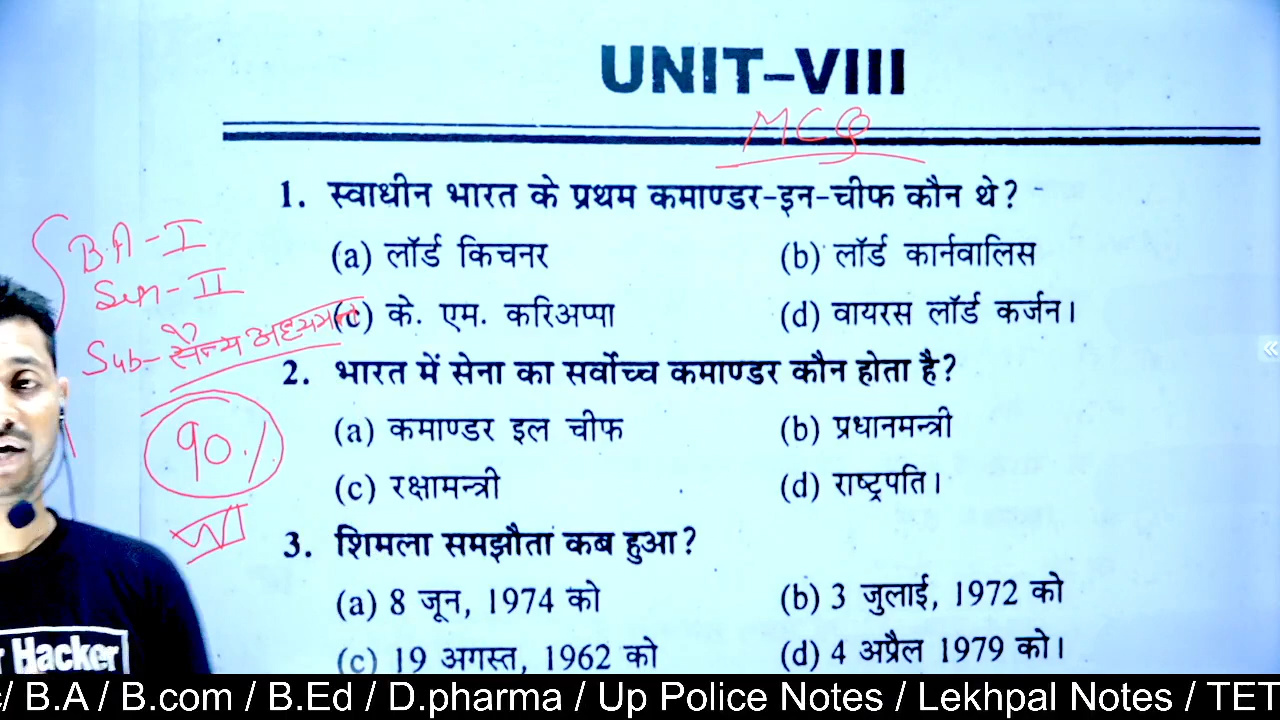 UNIT–VIII
MCQ
1. स्वाधीन भारत के प्रथम कमाण्डर-इन-चीफ कौन थे?
(a) लॉर्ड किचनर (b) लॉर्ड कार्नवालिस
(c) के. एम. करिअप्पा (d) वायरस लॉर्ड कर्जन।
B.A - I
Sem - II
Sub- सैन्य अध्ययन
90%
2. भारत में सेना का सर्वोच्च कमाण्डर कौन होता है?
(a) कमाण्डर इल चीफ (b) प्रधानमन्त्री
(c) रक्षामन्त्री (d) राष्ट्रपति।
3. शिमला समझौता कब हुआ?
(a) 8 जून, 1974 को (b) 3 जुलाई, 1972 को
(c) 19 अगस्त, 1962 को (d) 4 अप्रैल 1979 को।
Hacker
/ B.A / B.com / B.Ed / D.pharma / Up Police Notes / Lekhpal Notes / TET